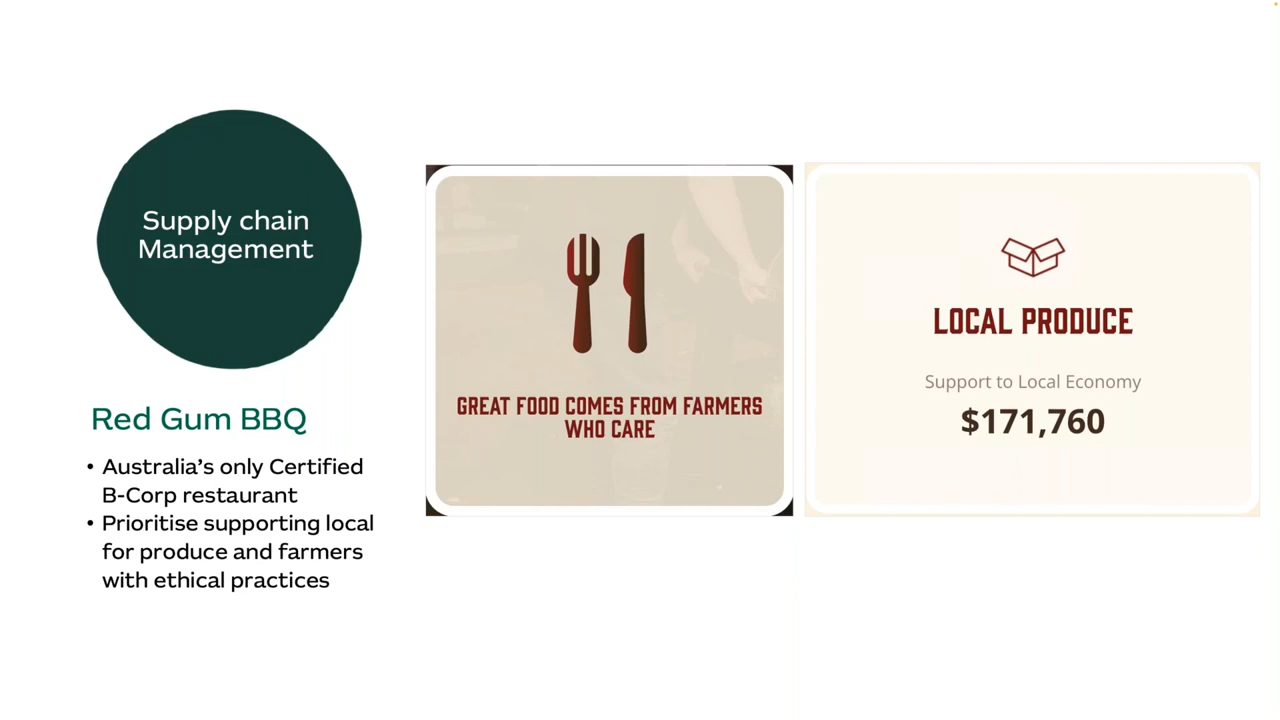 Supply chain
Management
Red Gum BBQ
• Australia's only Certified
B-Corp restaurant
• Prioritise supporting local
for produce and farmers
with ethical practices
GREAT FOOD COMES FROM FARMERS
WHO CARE
LOCAL PRODUCE
Support to Local Economy
$171,760